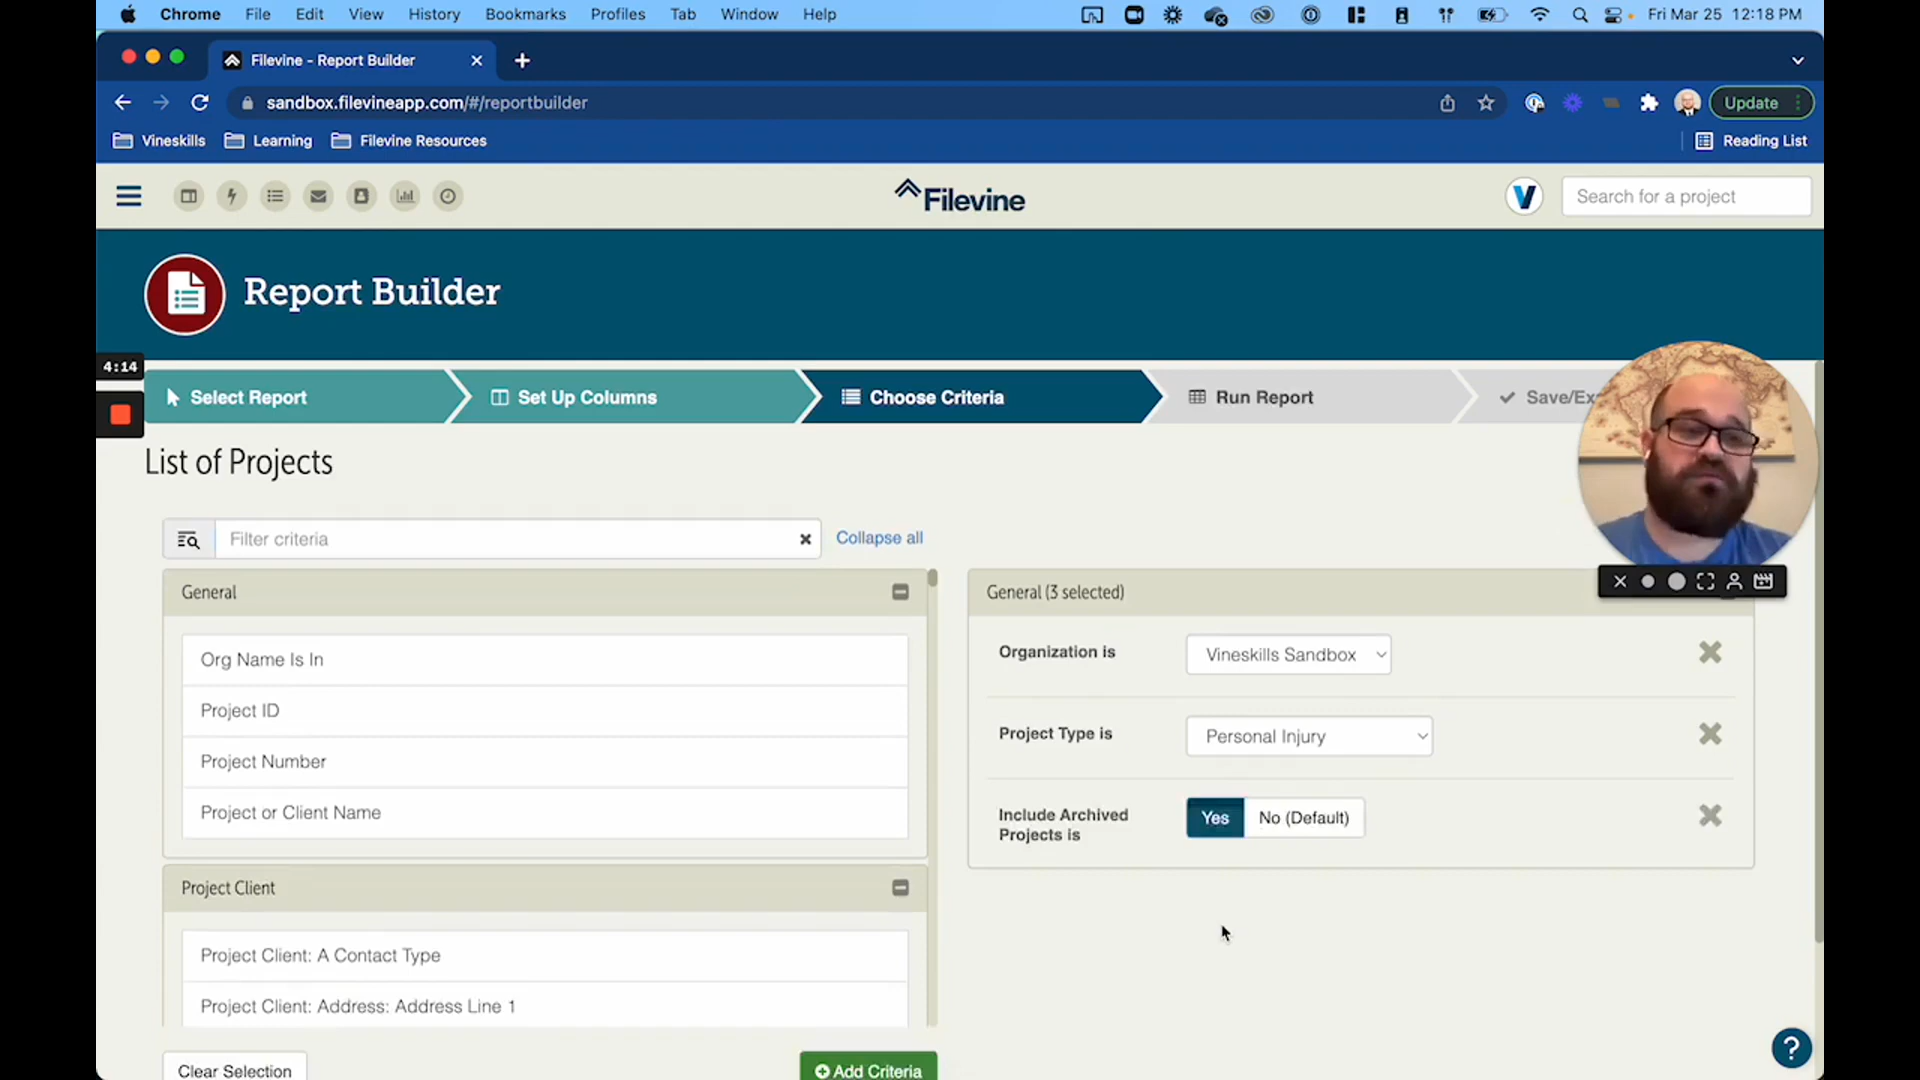 Chrome File Edit View History Bookmarks Profiles Tab Window Help Fri Mar 25 12:18 PM
Filevine - Report Builder
sandbox.filevineapp.com/#/reportbuilder Update
Vineskills Learning Filevine Resources Reading List
Filevine V Search for a project
Report Builder
4:14
Select Report Set Up Columns Choose Criteria Run Report Save/Ex
List of Projects
Filter criteria Collapse all
General General (3 selected)
Org Name Is In Organization is Vineskills Sandbox
Project ID
Project Number Project Type is Personal Injury
Project or Client Name Include Archived Projects is Yes No (Default)
Project Client
Project Client: A Contact Type
Project Client: Address: Address Line 1
Clear Selection Add Criteria ?